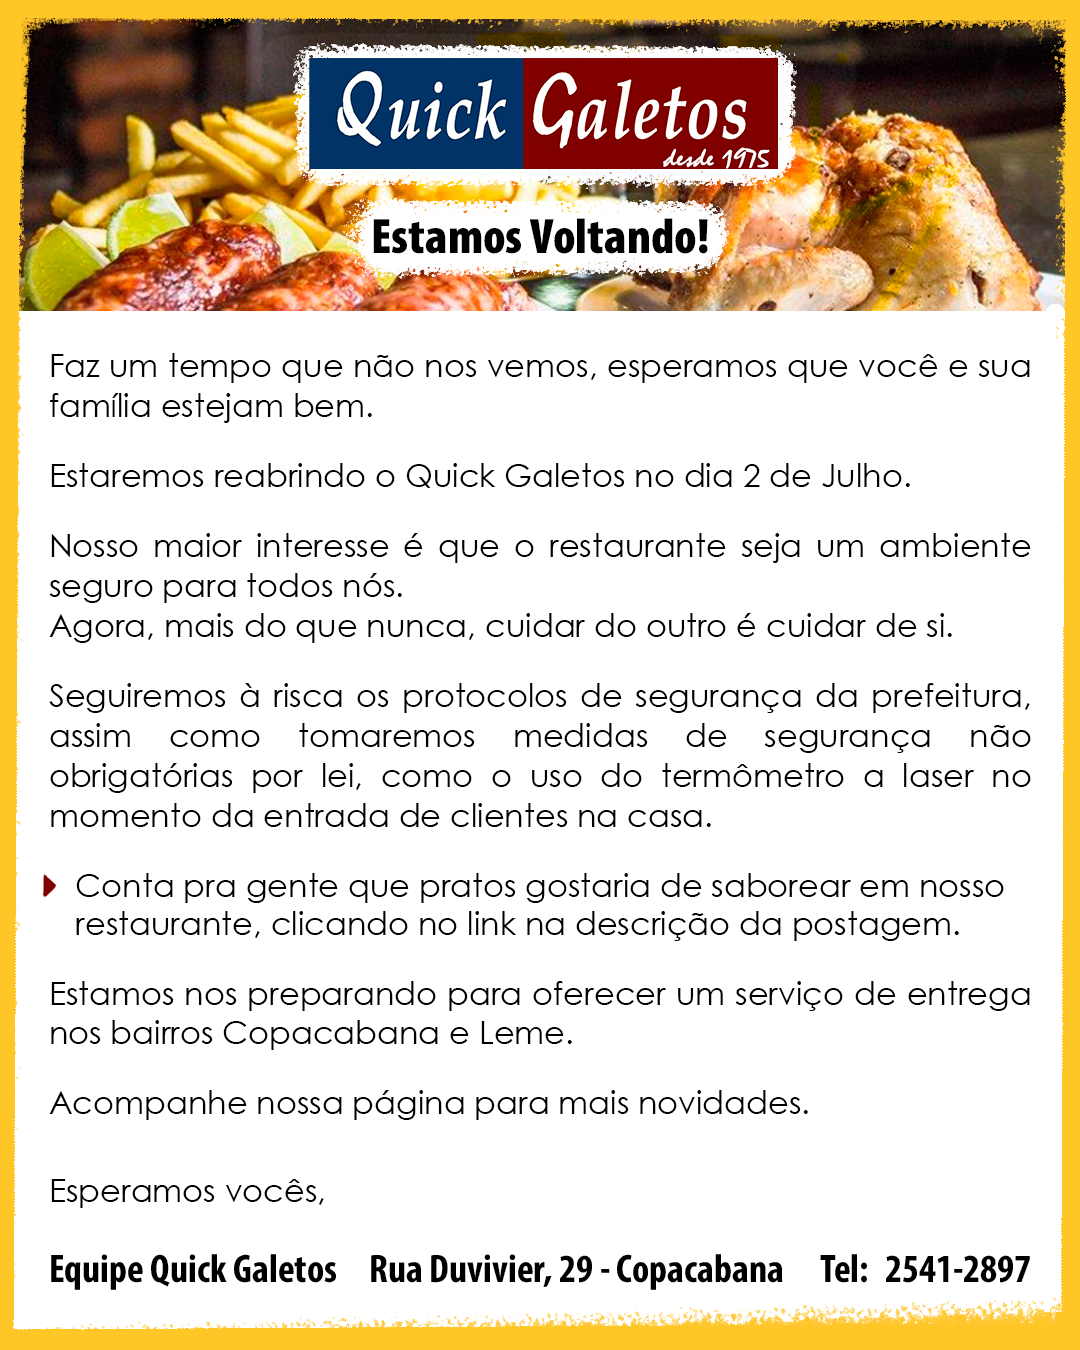 Quick Galetos
desde 1975
Estamos Voltando!
Faz um tempo que não nos vemos, esperamos que você e sua
família estejam bem.
Estaremos reabrindo o Quick Galetos no dia 2 de Julho.
Nosso maior interesse é que o restaurante seja um ambiente
seguro para todos nós.
Agora, mais do que nunca, cuidar do outro é cuidar de si.
Seguiremos à risca os protocolos de segurança da prefeitura,
assim como tomaremos medidas de segurança não
obrigatórias por lei, como o uso do termômetro a laser no
momento da entrada de clientes na casa.
Conta pra gente que pratos gostaria de saborear em nosso
restaurante, clicando no link na descrição da postagem.
Estamos nos preparando para oferecer um serviço de entrega
nos bairros Copacabana e Leme.
Acompanhe nossa página para mais novidades.
Esperamos vocês,
Equipe Quick Galetos Rua Duvivier, 29 - Copacabana Tel: 2541-2897